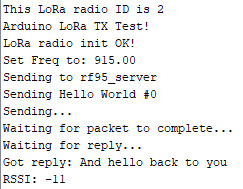 This LoRa radio ID is 2
Arduino LoRa TX Test!
LoRa radio init OK!
Set Freq to: 915.00
Sending to rf95_server
Sending Hello World #0
Sending...
Waiting for packet to complete...
Waiting for reply...
Got reply: And hello back to you
RSSI: -11